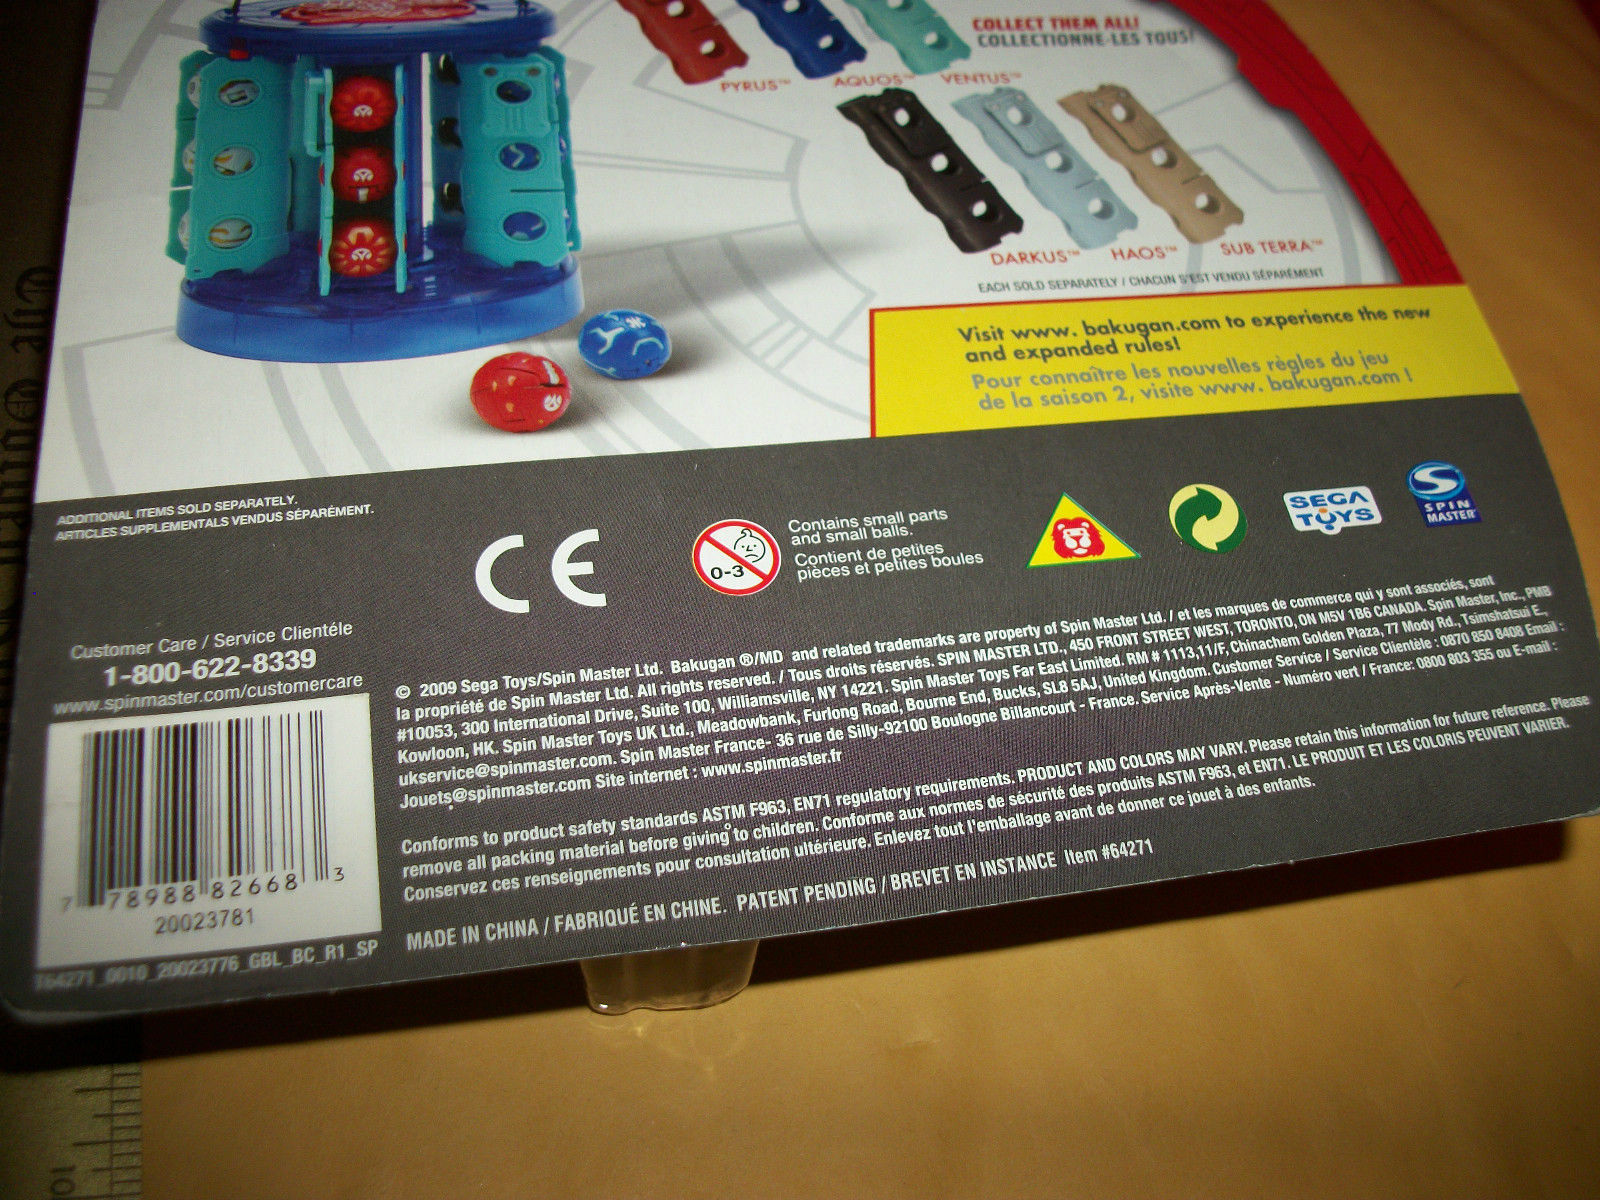 COLLECT THEM ALL!
COLLECTIONNE-LES TOUS!
PYRUS™ AQUOS™ VENTUS™
DARKUS™ HAOS™ SUB TERRA™
EACH SOLD SEPARATELY / CHACUN S'EST VENDU SÉPARÉMENT
Visit www. bakugan.com to experience the new
and expanded rules!
Pour connaître les nouvelles règles du jeu
de la saison 2, visite www. bakugan.com !
ADDITIONAL ITEMS SOLD SEPARATELY.
ARTICLES SUPPLEMENTALS VENDUS SÉPARÉMENT.
CE
0-3
Contains small parts
and small balls.
Contient de petites
pièces et petites boules
SEGA
TOYS
SPIN
MASTER™
Customer Care / Service Clientéle
1-800-622-8339
www.spinmaster.com/customercare
7 78988 82668 3
20023781
T64271_0010_20023776_GBL_BC_R1_SP
© 2009 Sega Toys/Spin Master Ltd. Bakugan ®/MD and related trademarks are property of Spin Master Ltd. / et les marques de commerce qui y sont associés, sont
la propriété de Spin Master Ltd. All rights reserved. / Tous droits réservés. SPIN MASTER LTD., 450 FRONT STREET WEST, TORONTO, ON M5V 1B6 CANADA. Spin Master, Inc., PMB
#10053, 300 International Drive, Suite 100, Williamsville, NY 14221. Spin Master Toys Far East Limited. RM # 1113,11/F, Chinachem Golden Plaza, 77 Mody Rd., Tsimshatsui E.,
Kowloon, HK. Spin Master Toys UK Ltd., Meadowbank, Furlong Road, Bourne End, Bucks, SL8 5AJ, United Kingdom. Customer Service / Service Clientèle : 0870 850 8408 Email :
ukservice@spinmaster.com. Spin Master France- 36 rue de Silly-92100 Boulogne Billancourt - France. Service Après-Vente - Numéro vert / France: 0800 803 355 ou E-mail :
Jouets@spinmaster.com Site internet : www.spinmaster.fr
Conforms to product safety standards ASTM F963, EN71 regulatory requirements. PRODUCT AND COLORS MAY VARY. Please retain this information for future reference. Please
remove all packing material before giving to children. Conforme aux normes de sécurité des produits ASTM F963, et EN71. LE PRODUIT ET LES COLORIS PEUVENT VARIER.
Conservez ces renseignements pour consultation ultérieure. Enlevez tout l'emballage avant de donner ce jouet à des enfants.
MADE IN CHINA / FABRIQUÉ EN CHINE. PATENT PENDING / BREVET EN INSTANCE Item #64271